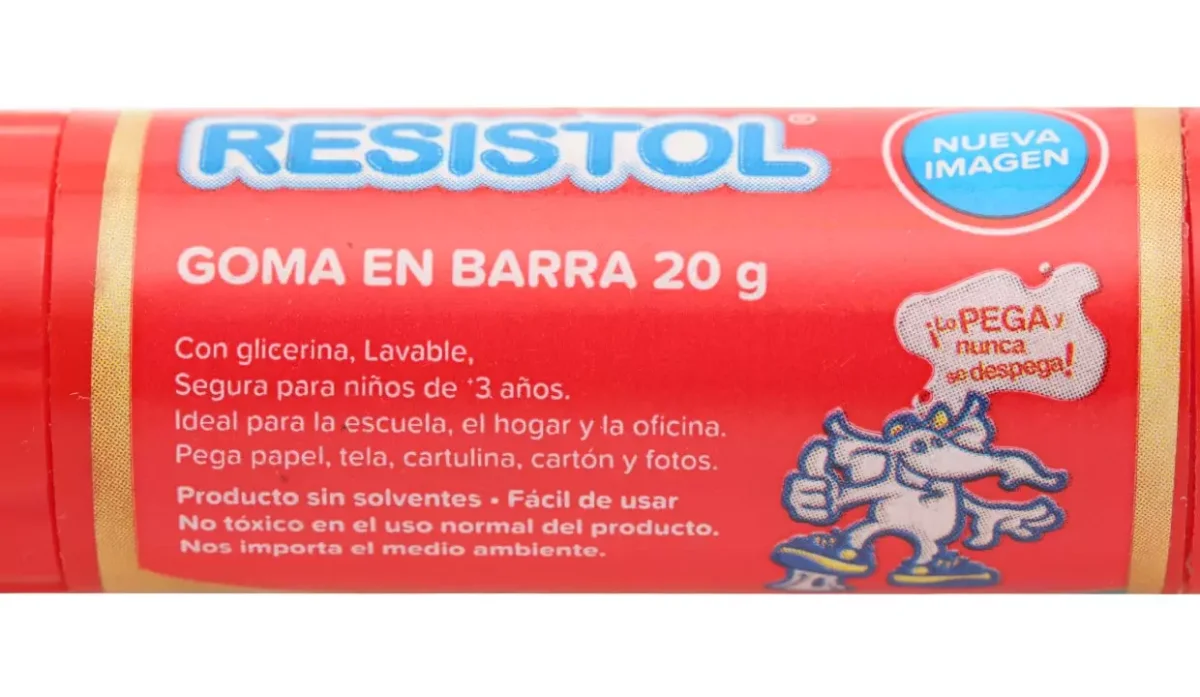 RESISTOL®
NUEVA
IMAGEN
GOMA EN BARRA 20 g
¡Lo PEGA y
nunca
se despega!
Con glicerina, Lavable,
Segura para niños de +3 años.
Ideal para la escuela, el hogar y la oficina.
Pega papel, tela, cartulina, cartón y fotos.
Producto sin solventes • Fácil de usar
No tóxico en el uso normal del producto.
Nos importa el medio ambiente.